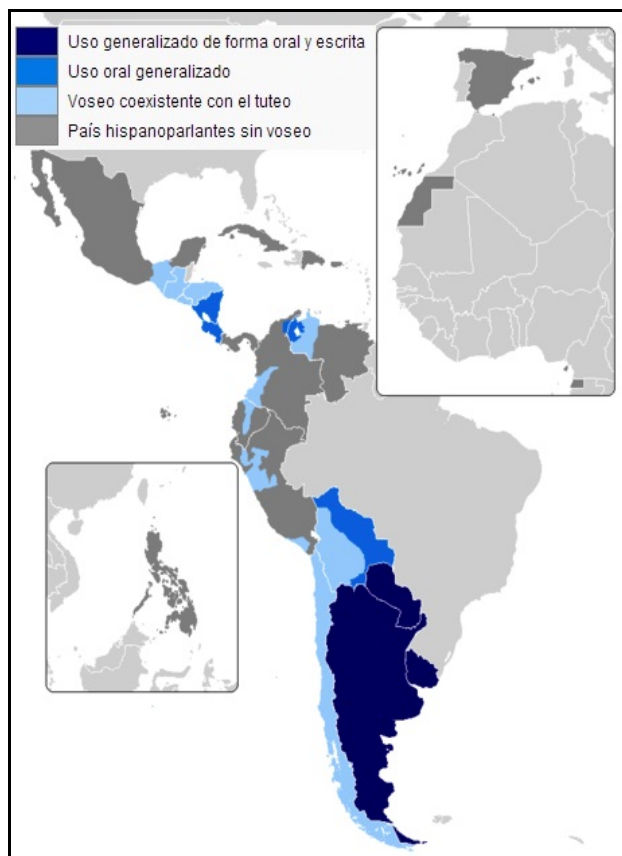 Uso generalizado de forma oral y escrita
Uso oral generalizado
Voseo coexistente con el tuteo
País hispanoparlantes sin voseo